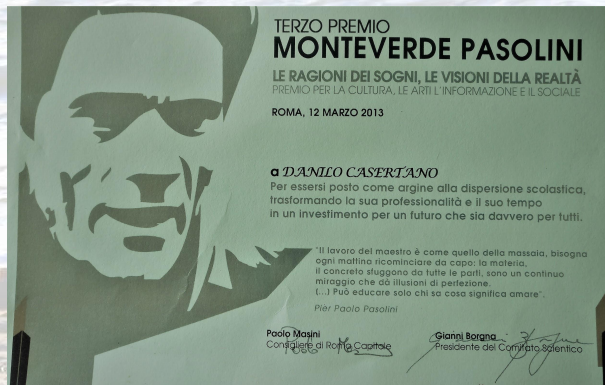 TERZO PREMIO
MONTEVERDE PASOLINI
LE RAGIONI DEI SOGNI, LE VISIONI DELLA REALTÀ
PREMIO PER LA CULTURA, LE ARTI L'INFORMAZIONE E IL SOCIALE
ROMA, 12 MARZO 2013
a DANILO CASERTANO
Per essersi posto come argine alla dispersione scolastica,
trasformando la sua professionalità e il suo tempo
in un investimento per un futuro che sia davvero per tutti.
"Il lavoro del maestro è come quello della massaia, bisogna
ogni mattina ricominciare da capo: la materia,
il concreto sfuggono da tutte le parti, sono un continuo
miraggio che dà illusioni di perfezione.
(...) Può educare solo chi sa cosa significa amare".
Pier Paolo Pasolini
Paolo Masini
Consigliere di Roma Capitale
Gianni Borgna
Presidente del Comitato Scientico